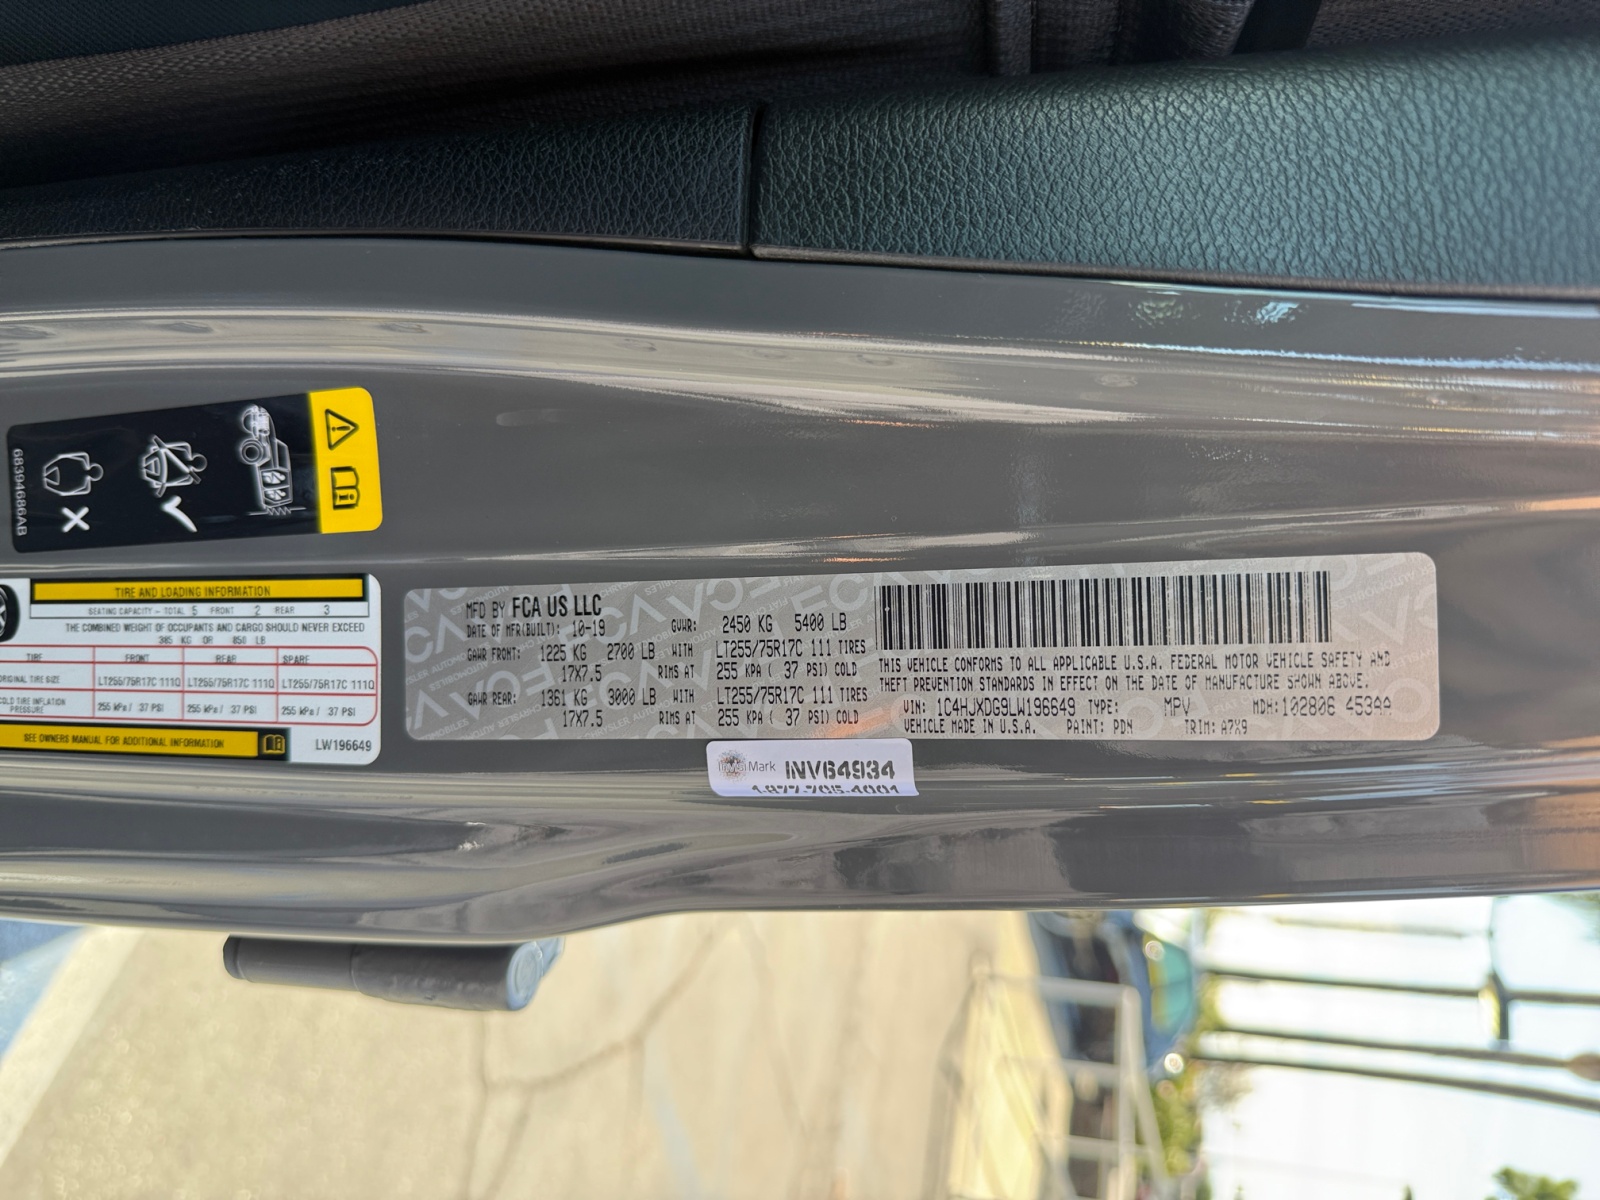 68394686AB
TIRE AND LOADING INFORMATION
SEATING CAPACITY - TOTAL 5 FRONT 2 REAR 3
THE COMBINED WEIGHT OF OCCUPANTS AND CARGO SHOULD NEVER EXCEED
385 KG OR 850 LB
TIRE FRONT REAR SPARE
ORIGINAL TIRE SIZE LT255/75R17C 111Q LT255/75R17C 111Q LT255/75R17C 111Q
COLD TIRE INFLATION PRESSURE 255 kPa / 37 PSI 255 kPa / 37 PSI 255 kPa / 37 PSI
SEE OWNERS MANUAL FOR ADDITIONAL INFORMATION
LW196649
MFD BY FCA US LLC
DATE OF MFR(BUILT): 10-19 GVWR: 2450 KG 5400 LB
GAWR FRONT: 1225 KG 2700 LB WITH LT255/75R17C 111 TIRES
17X7.5 RIMS AT 255 KPA ( 37 PSI) COLD
GAWR REAR: 1361 KG 3000 LB WITH LT255/75R17C 111 TIRES
17X7.5 RIMS AT 255 KPA ( 37 PSI) COLD
THIS VEHICLE CONFORMS TO ALL APPLICABLE U.S.A. FEDERAL MOTOR VEHICLE SAFETY AND
THEFT PREVENTION STANDARDS IN EFFECT ON THE DATE OF MANUFACTURE SHOWN ABOVE.
VIN: 1C4HJXDG9LW196649 TYPE: MPV MDH: 102806 453AA
VEHICLE MADE IN U.S.A. PAINT: PDN TRIM: A7X9
Mark INV64934
1-877-705-4001